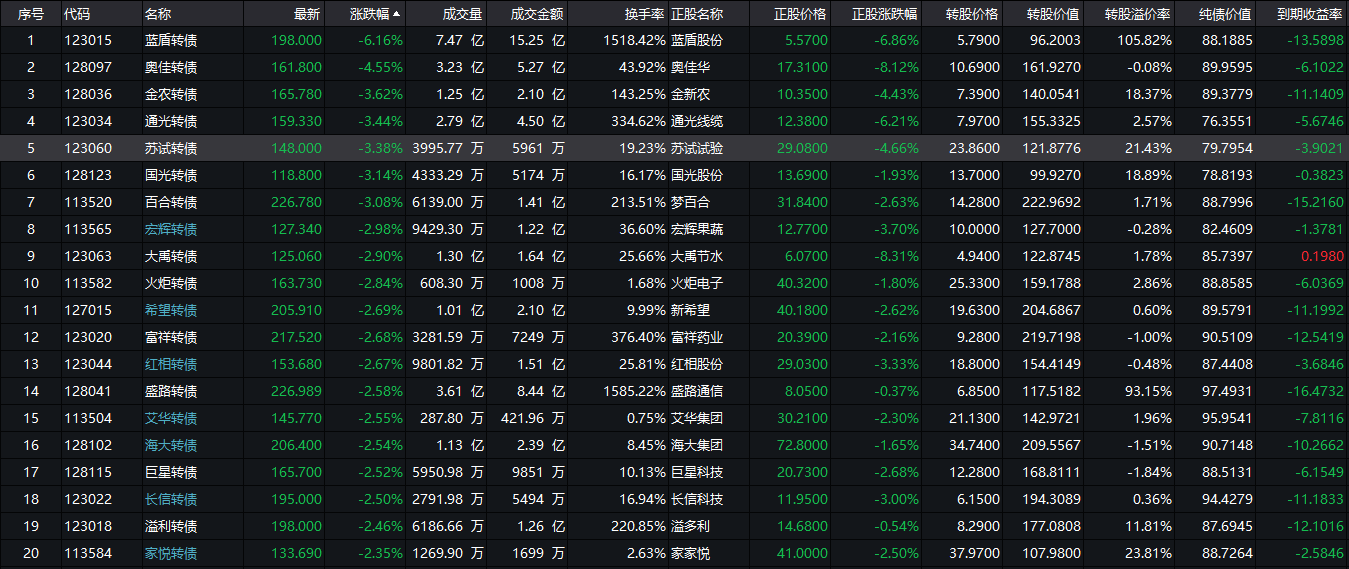 序号 代码 名称 最新 涨跌幅 成交量 成交金额 换手率 正股名称 正股价格 正股涨跌幅 转股价格 转股价值 转股溢价率 纯债价值 到期收益率
1 123015 蓝盾转债 198.000 -6.16% 7.47 亿 15.25 亿 1518.42% 蓝盾股份 5.5700 -6.86% 5.7900 96.2003 105.82% 88.1885 -13.5898
2 128097 奥佳转债 161.800 -4.55% 3.23 亿 5.27 亿 43.92% 奥佳华 17.3100 -8.12% 10.6900 161.9270 -0.08% 89.9595 -6.1022
3 128036 金农转债 165.780 -3.62% 1.25 亿 2.10 亿 143.25% 金新农 10.3500 -4.43% 7.3900 140.0541 18.37% 89.3779 -11.1409
4 123034 通光转债 159.330 -3.44% 2.79 亿 4.50 亿 334.62% 通光线缆 12.3800 -6.21% 7.9700 155.3325 2.57% 76.3551 -5.6746
5 123060 苏试转债 148.000 -3.38% 3995.77 万 5961 万 19.23% 苏试试验 29.0800 -4.66% 23.8600 121.8776 21.43% 79.7954 -3.9021
6 128123 国光转债 118.800 -3.14% 4333.29 万 5174 万 16.17% 国光股份 13.6900 -1.93% 13.7000 99.9270 18.89% 78.8193 -0.3823
7 113520 百合转债 226.780 -3.08% 6139.00 万 1.41 亿 213.51% 梦百合 31.8400 -2.63% 14.2800 222.9692 1.71% 88.7996 -15.2160
8 113565 宏辉转债 127.340 -2.98% 9429.30 万 1.22 亿 36.60% 宏辉果蔬 12.7700 -3.70% 10.0000 127.7000 -0.28% 82.4609 -1.3781
9 123063 大禹转债 125.060 -2.90% 1.30 亿 1.64 亿 25.66% 大禹节水 6.0700 -8.31% 4.9400 122.8745 1.78% 85.7397 0.1980
10 113582 火炬转债 163.730 -2.84% 608.30 万 1008 万 1.68% 火炬电子 40.3200 -1.80% 25.3300 159.1788 2.86% 88.8585 -6.0369
11 127015 希望转债 205.910 -2.69% 1.01 亿 2.10 亿 9.99% 新希望 40.1800 -2.62% 19.6300 204.6867 0.60% 89.5791 -11.1992
12 123020 富祥转债 217.520 -2.68% 3281.59 万 7249 万 376.40% 富祥药业 20.3900 -2.16% 9.2800 219.7198 -1.00% 90.5109 -12.5419
13 123044 红相转债 153.680 -2.67% 9801.82 万 1.51 亿 25.81% 红相股份 29.0300 -3.33% 18.8000 154.4149 -0.48% 87.4408 -3.6846
14 128041 盛路转债 226.989 -2.58% 3.61 亿 8.44 亿 1585.22% 盛路通信 8.0500 -0.37% 6.8500 117.5182 93.15% 97.4931 -16.4732
15 113504 艾华转债 145.770 -2.55% 287.80 万 421.96 万 0.75% 艾华集团 30.2100 -2.30% 21.1300 142.9721 1.96% 95.9541 -7.8116
16 128102 海大转债 206.400 -2.54% 1.13 亿 2.39 亿 8.45% 海大集团 72.8000 -1.65% 34.7400 209.5567 -1.51% 90.7148 -10.2662
17 128115 巨星转债 165.700 -2.52% 5950.98 万 9851 万 10.13% 巨星科技 20.7300 -2.68% 12.2800 168.8111 -1.84% 88.5131 -6.1549
18 123022 长信转债 195.000 -2.50% 2791.98 万 5494 万 16.94% 长信科技 11.9500 -3.00% 6.1500 194.3089 0.36% 94.4279 -11.1833
19 123018 溢利转债 198.000 -2.46% 6186.66 万 1.26 亿 220.85% 溢多利 14.6800 -0.54% 8.2900 177.0808 11.81% 87.6945 -12.1016
20 113584 家悦转债 133.690 -2.35% 1269.90 万 1699 万 2.63% 家家悦 41.0000 -2.50% 37.9700 107.9800 23.81% 88.7264 -2.5846